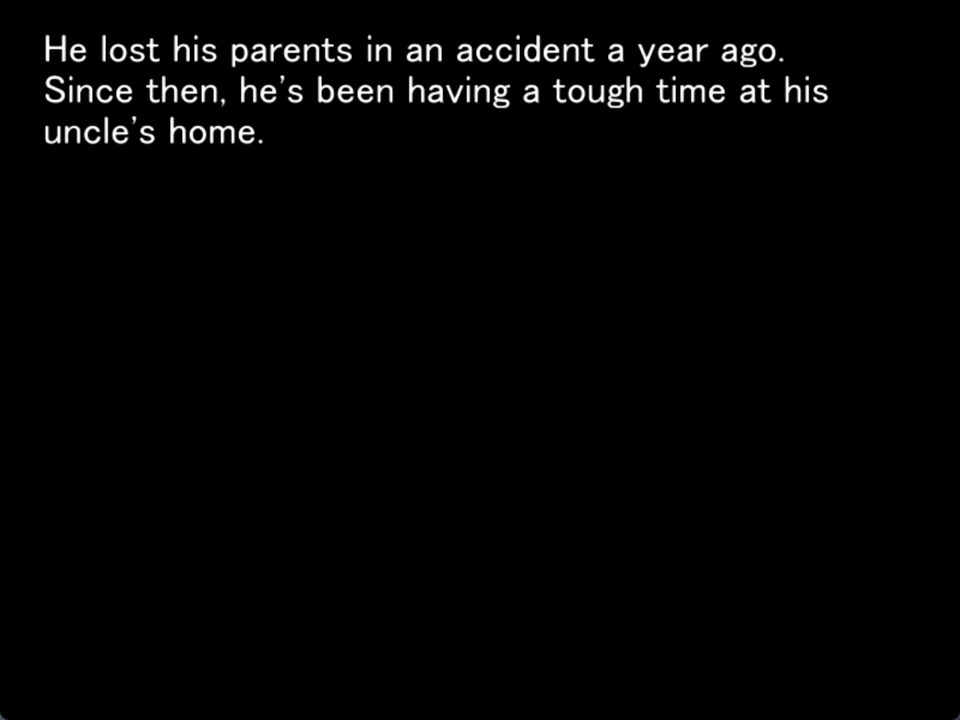 He lost his parents in an accident a year ago.
Since then, he’s been having a tough time at his
uncle’s home.